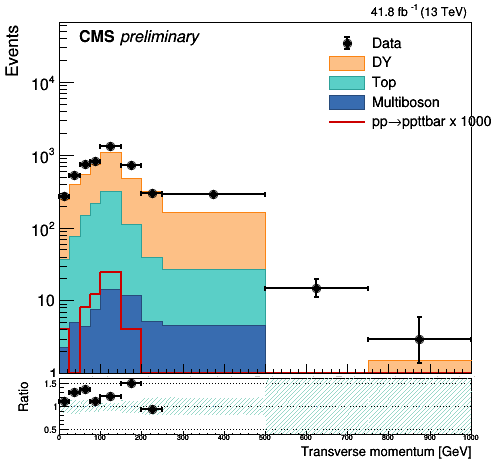 41.8 fb⁻¹ (13 TeV)
CMS preliminary
Data
DY
Top
Multiboson
pp→ppttbar x 1000
Events
10⁴
10³
10²
10
1
Ratio
1.5
1
0.5
0 100 200 300 400 500 600 700 800 900 1000
Transverse momentum [GeV]